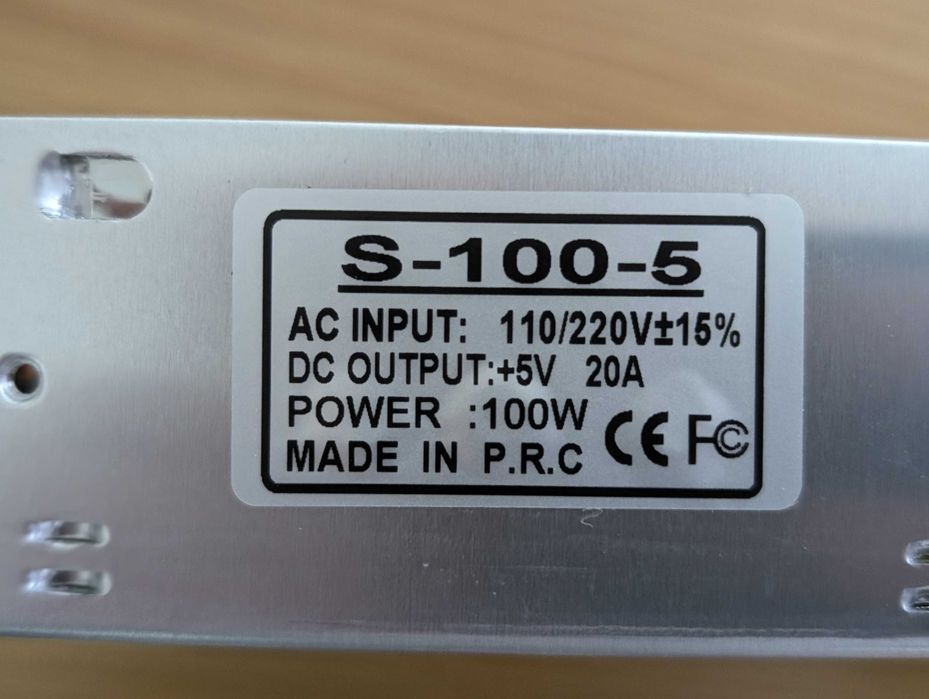 S-100-5
AC INPUT: 110/220V±15%
DC OUTPUT:+5V 20A
POWER :100W
MADE IN P.R.C CE FC